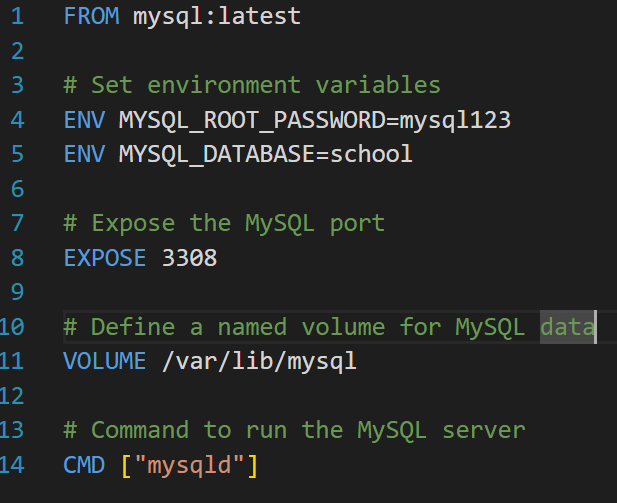 1 FROM mysql:latest
2
3 # Set environment variables
4 ENV MYSQL_ROOT_PASSWORD=mysql123
5 ENV MYSQL_DATABASE=school
6
7 # Expose the MySQL port
8 EXPOSE 3308
9
10 # Define a named volume for MySQL data
11 VOLUME /var/lib/mysql
12
13 # Command to run the MySQL server
14 CMD ["mysqld"]